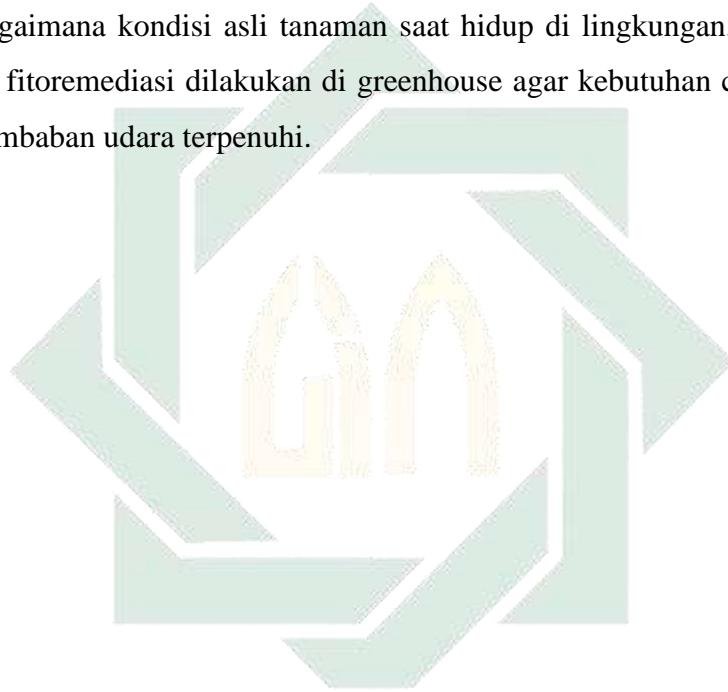 gaimana kondisi asli tanaman saat hidup di lingkungan
fitoremediasi dilakukan di greenhouse agar kebutuhan
mbaban udara terpenuhi.